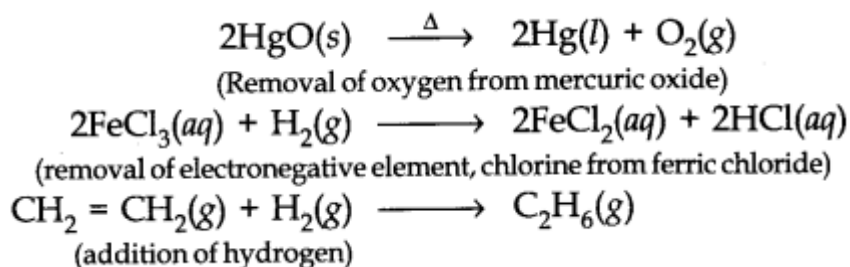 2HgO(s) —Δ→ 2Hg(l) + O₂(g)
(Removal of oxygen from mercuric oxide)
2FeCl₃(aq) + H₂(g) ⟶ 2FeCl₂(aq) + 2HCl(aq)
(removal of electronegative element, chlorine from ferric chloride)
CH₂ = CH₂(g) + H₂(g) ⟶ C₂H₆(g)
(addition of hydrogen)